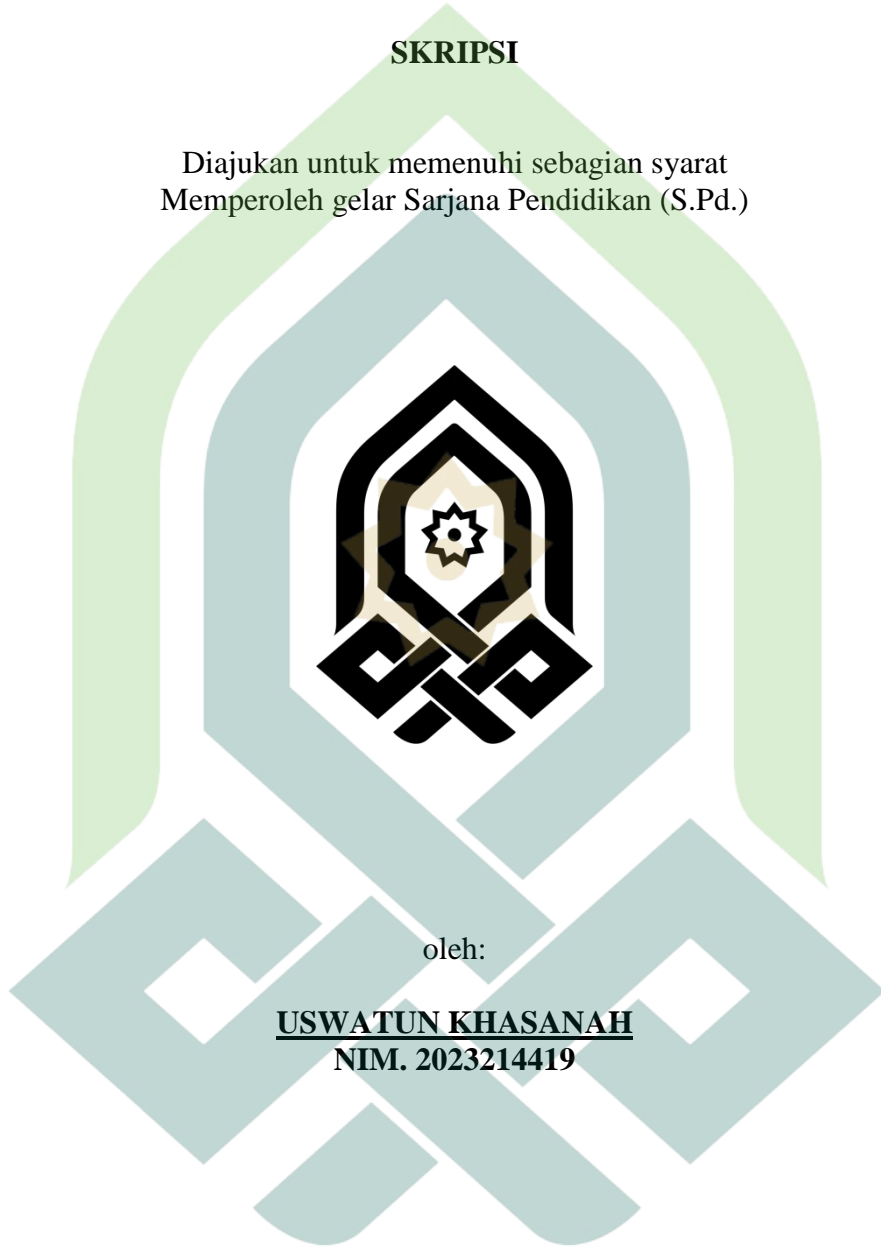 SKRIPSI
Diajukan untuk memenuhi sebagian syarat
Memperoleh gelar Sarjana Pendidikan (S.Pd.)
oleh:
USWATUN KHASANAH
NIM. 2023214419